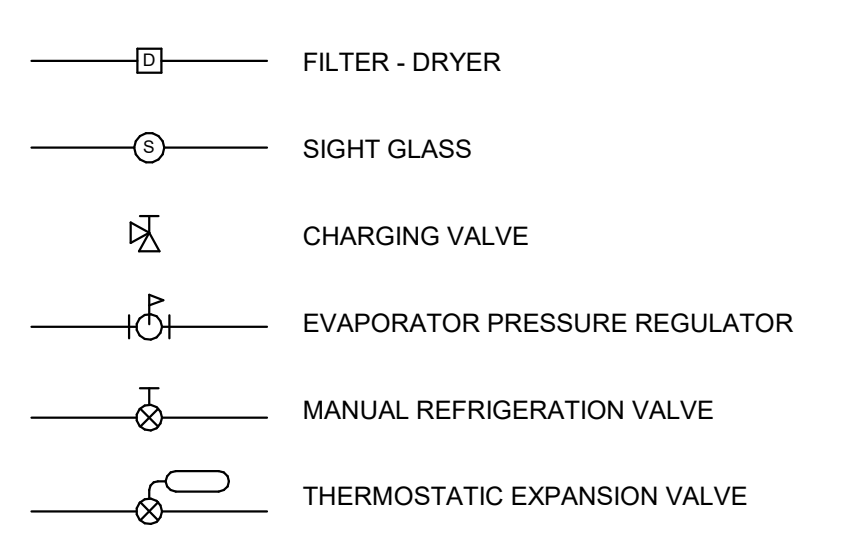 D FILTER - DRYER
S SIGHT GLASS
CHARGING VALVE
EVAPORATOR PRESSURE REGULATOR
MANUAL REFRIGERATION VALVE
THERMOSTATIC EXPANSION VALVE